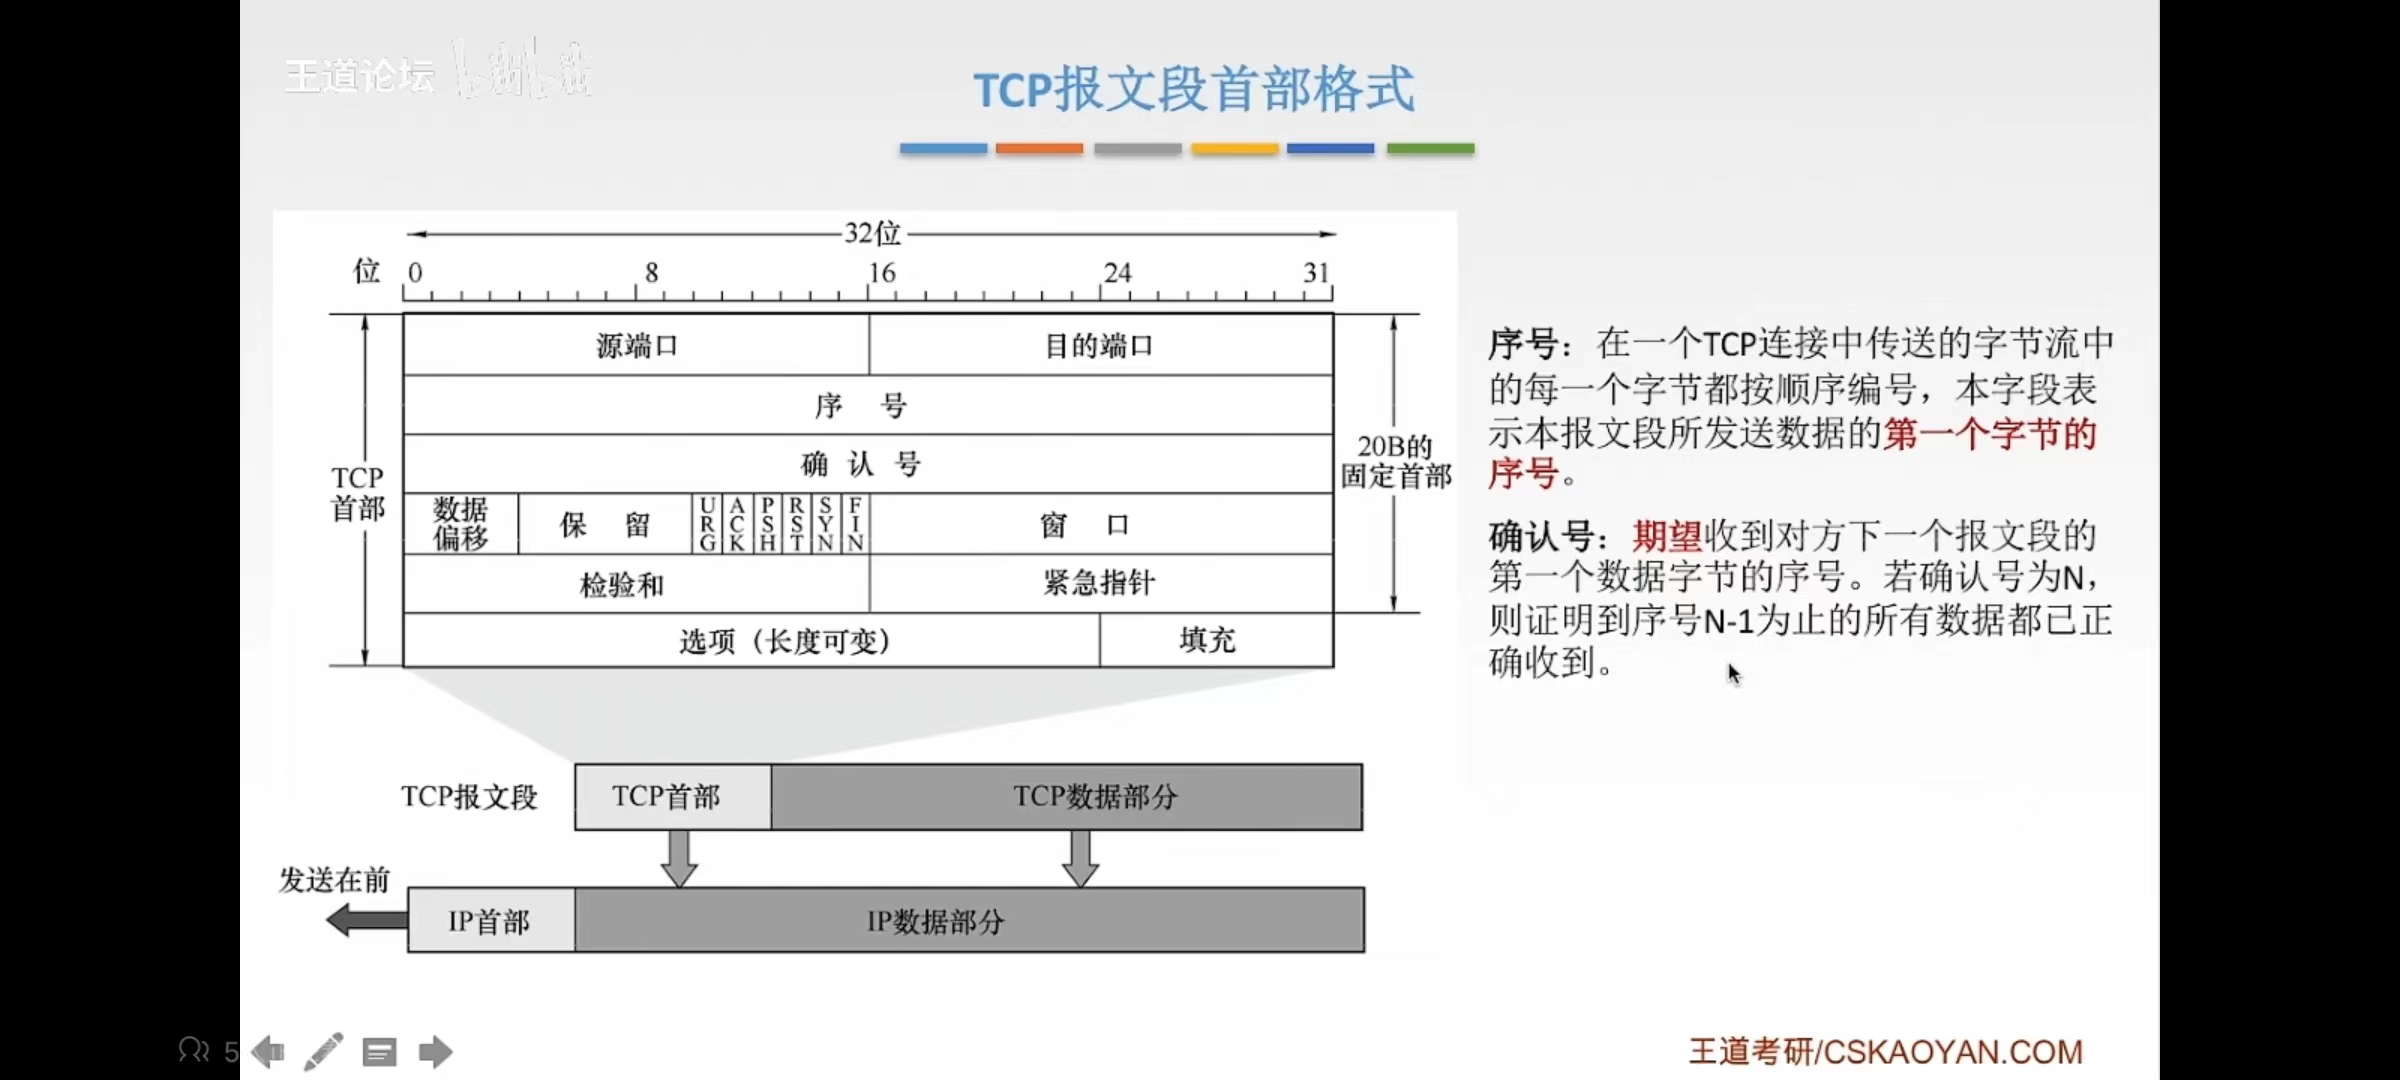 王道论坛 bilibili
TCP报文段首部格式
32位
位 0 8 16 24 31
源端口 目的端口
序 号
确 认 号
TCP
首部
20B的
固定首部
数据
偏移
保 留
URG ACK PSH RST SYN FIN
窗 口
检验和 紧急指针
选项（长度可变） 填充
TCP报文段 TCP首部 TCP数据部分
发送在前
IP首部 IP数据部分
序号：在一个TCP连接中传送的字节流中
的每一个字节都按顺序编号，本字段表
示本报文段所发送数据的第一个字节的
序号。
确认号：期望收到对方下一个报文段的
第一个数据字节的序号。若确认号为N，
则证明到序号N-1为止的所有数据都已正
确收到。
5
王道考研/CSKAOYAN.COM